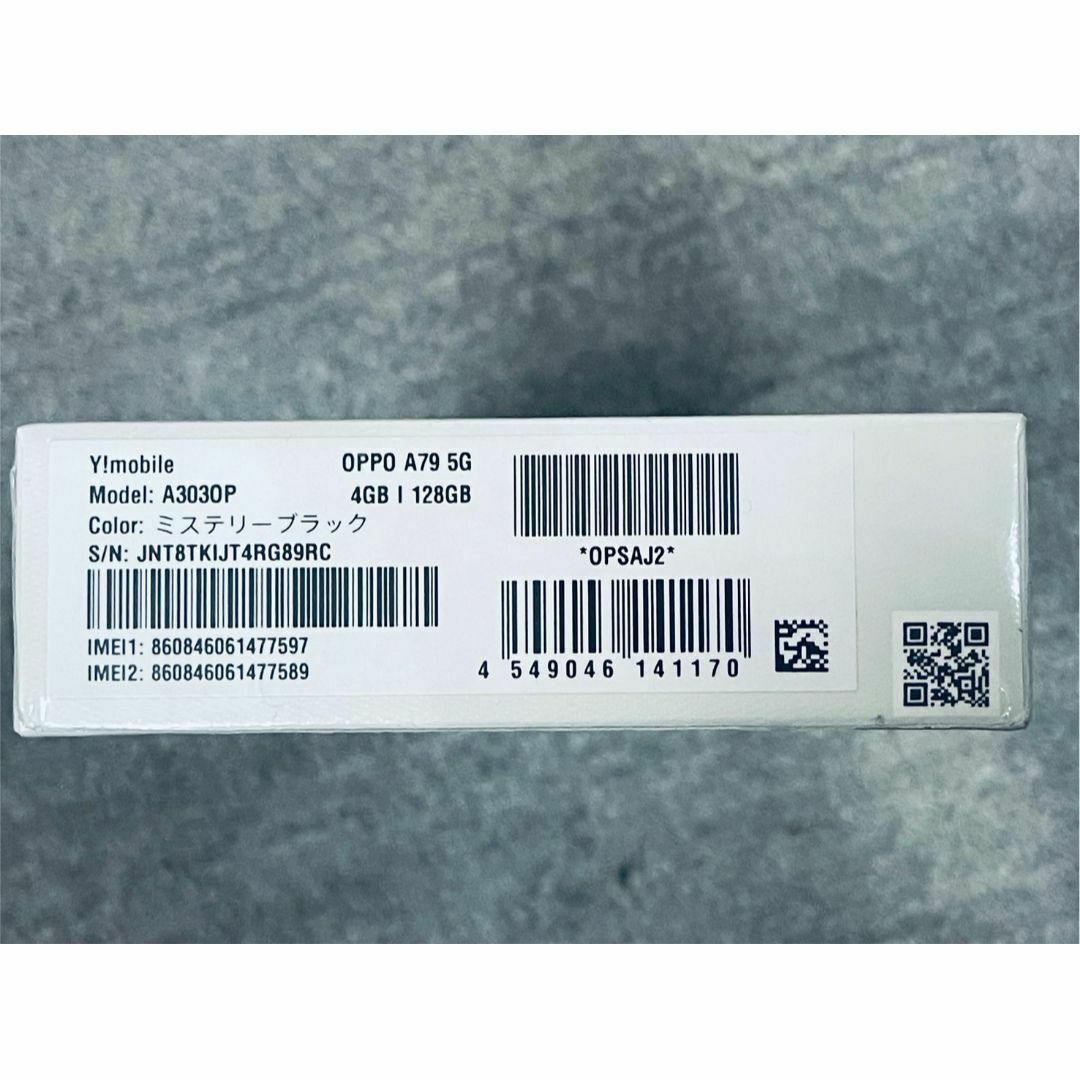 Y!mobile OPPO A79 5G
Model: A303OP 4GB | 128GB
Color: ミステリーブラック
S/N: JNT8TKIJT4RG89RC
IMEI1: 860846061477597
IMEI2: 860846061477589
*OPSAJ2*
4 549046 141170